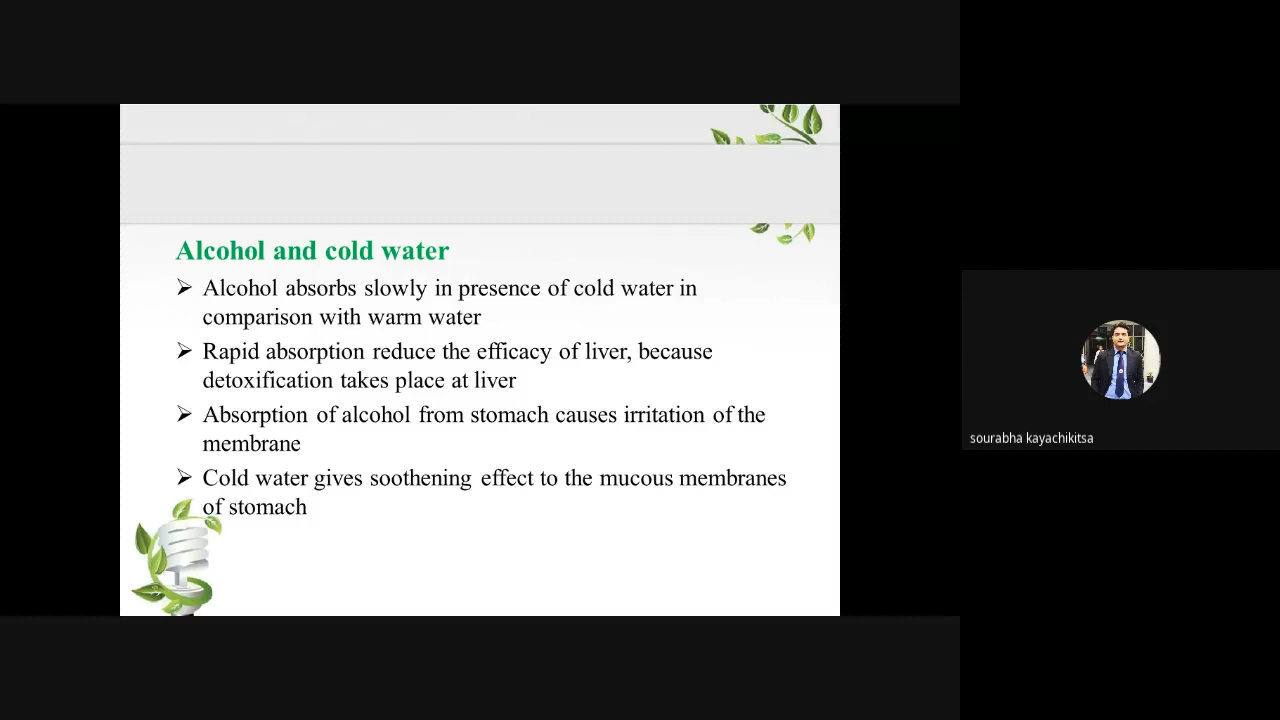 Alcohol and cold water
➢ Alcohol absorbs slowly in presence of cold water in
comparison with warm water
➢ Rapid absorption reduce the efficacy of liver, because
detoxification takes place at liver
➢ Absorption of alcohol from stomach causes irritation of the
membrane
➢ Cold water gives soothening effect to the mucous membranes
of stomach
sourabha kayachikitsa